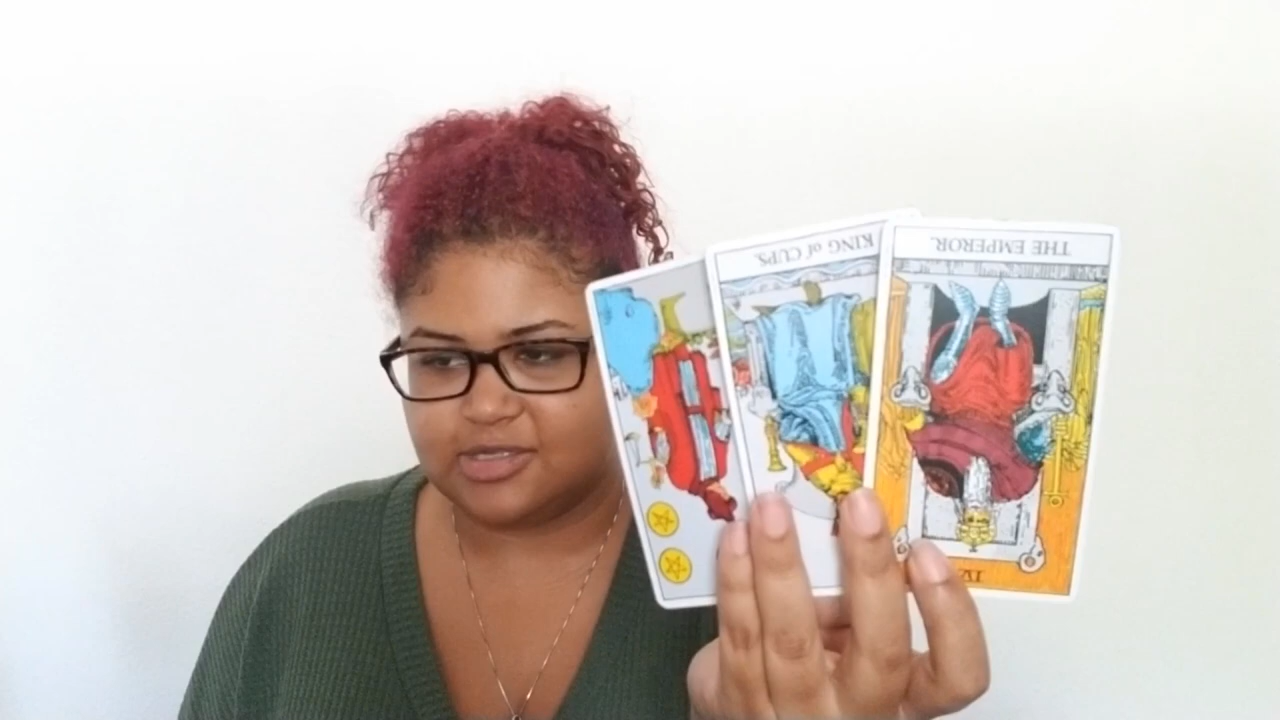 KING of CUPS.
THE EMPEROR.
IV